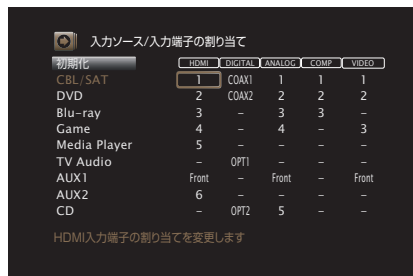 入力ソース/入力端子の割り当て
初期化 HDMI DIGITAL ANALOG COMP VIDEO
CBL/SAT 1 COAX1 1 1 1
DVD 2 COAX2 2 2 2
Blu-ray 3 – 3 3 –
Game 4 – 4 – 3
Media Player 5 – – – –
TV Audio – OPT1 – – –
AUX1 Front – Front – Front
AUX2 6 – – – –
CD – OPT2 5 – –
HDMI入力端子の割り当てを変更します